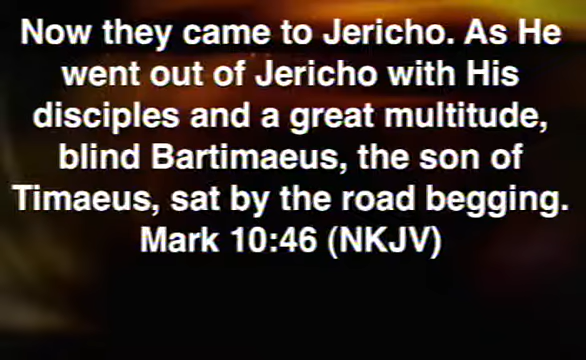 Now they came to Jericho. As He
went out of Jericho with His
disciples and a great multitude,
blind Bartimaeus, the son of
Timaeus, sat by the road begging.
Mark 10:46 (NKJV)